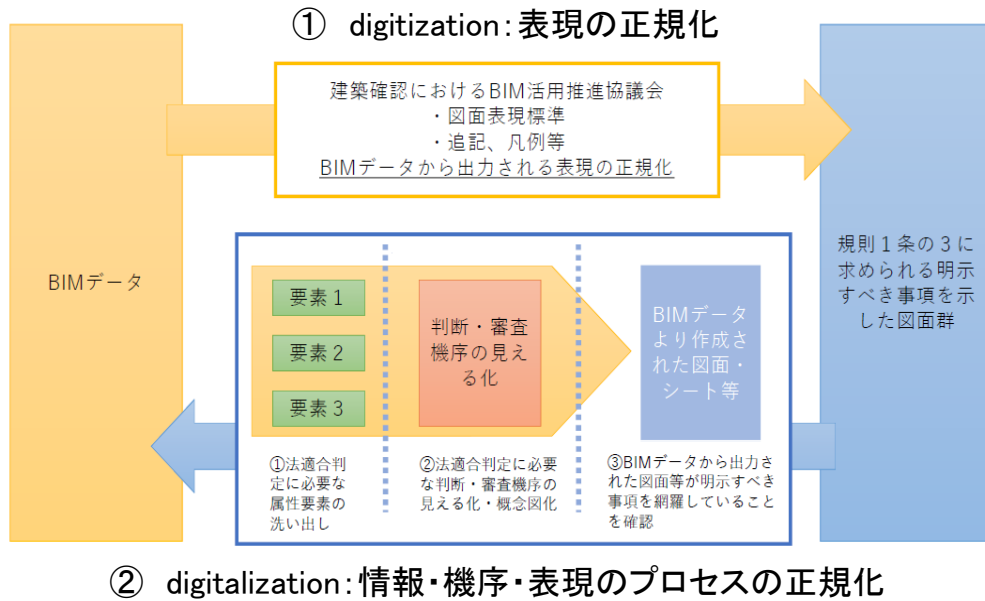 ① digitization：表現の正規化
建築確認におけるBIM活用推進協議会
・図面表現標準
・追記、凡例等
BIMデータから出力される表現の正規化
BIMデータ
規則１条の３に
求められる明示
すべき事項を示
した図面群
要素１
要素２
要素３
判断・審査
機序の見え
る化
BIMデータ
より作成さ
れた図面・
シート等
①法適合判
定に必要な
属性要素の
洗い出し
②法適合判定に必要
な判断・審査機序の
見える化・概念図化
③BIMデータから出力さ
れた図面等が明示すべき
事項を網羅していること
を確認
② digitalization：情報・機序・表現のプロセスの正規化